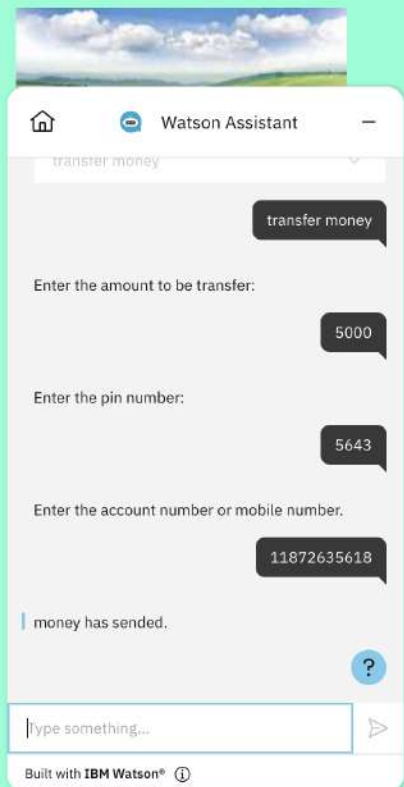 Watson Assistant
transfer money
transfer money
Enter the amount to be transfer:
5000
Enter the pin number:
5643
Enter the account number or mobile number.
11872635618
money has sended.
?
Type something...
Built with IBM Watson®